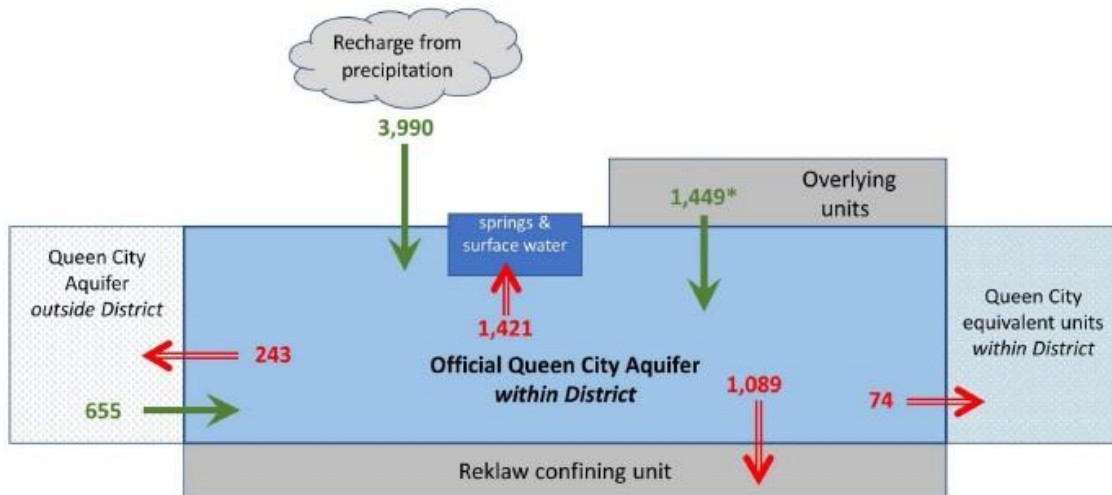 Recharge from
precipitation
3,990
Overlying
units
1,449*
springs &
surface water
Queen City
Aquifer
outside District
Queen City
equivalent units
within District
1,421
243
Official Queen City Aquifer
within District
1,089
74
655
Reklaw confining unit